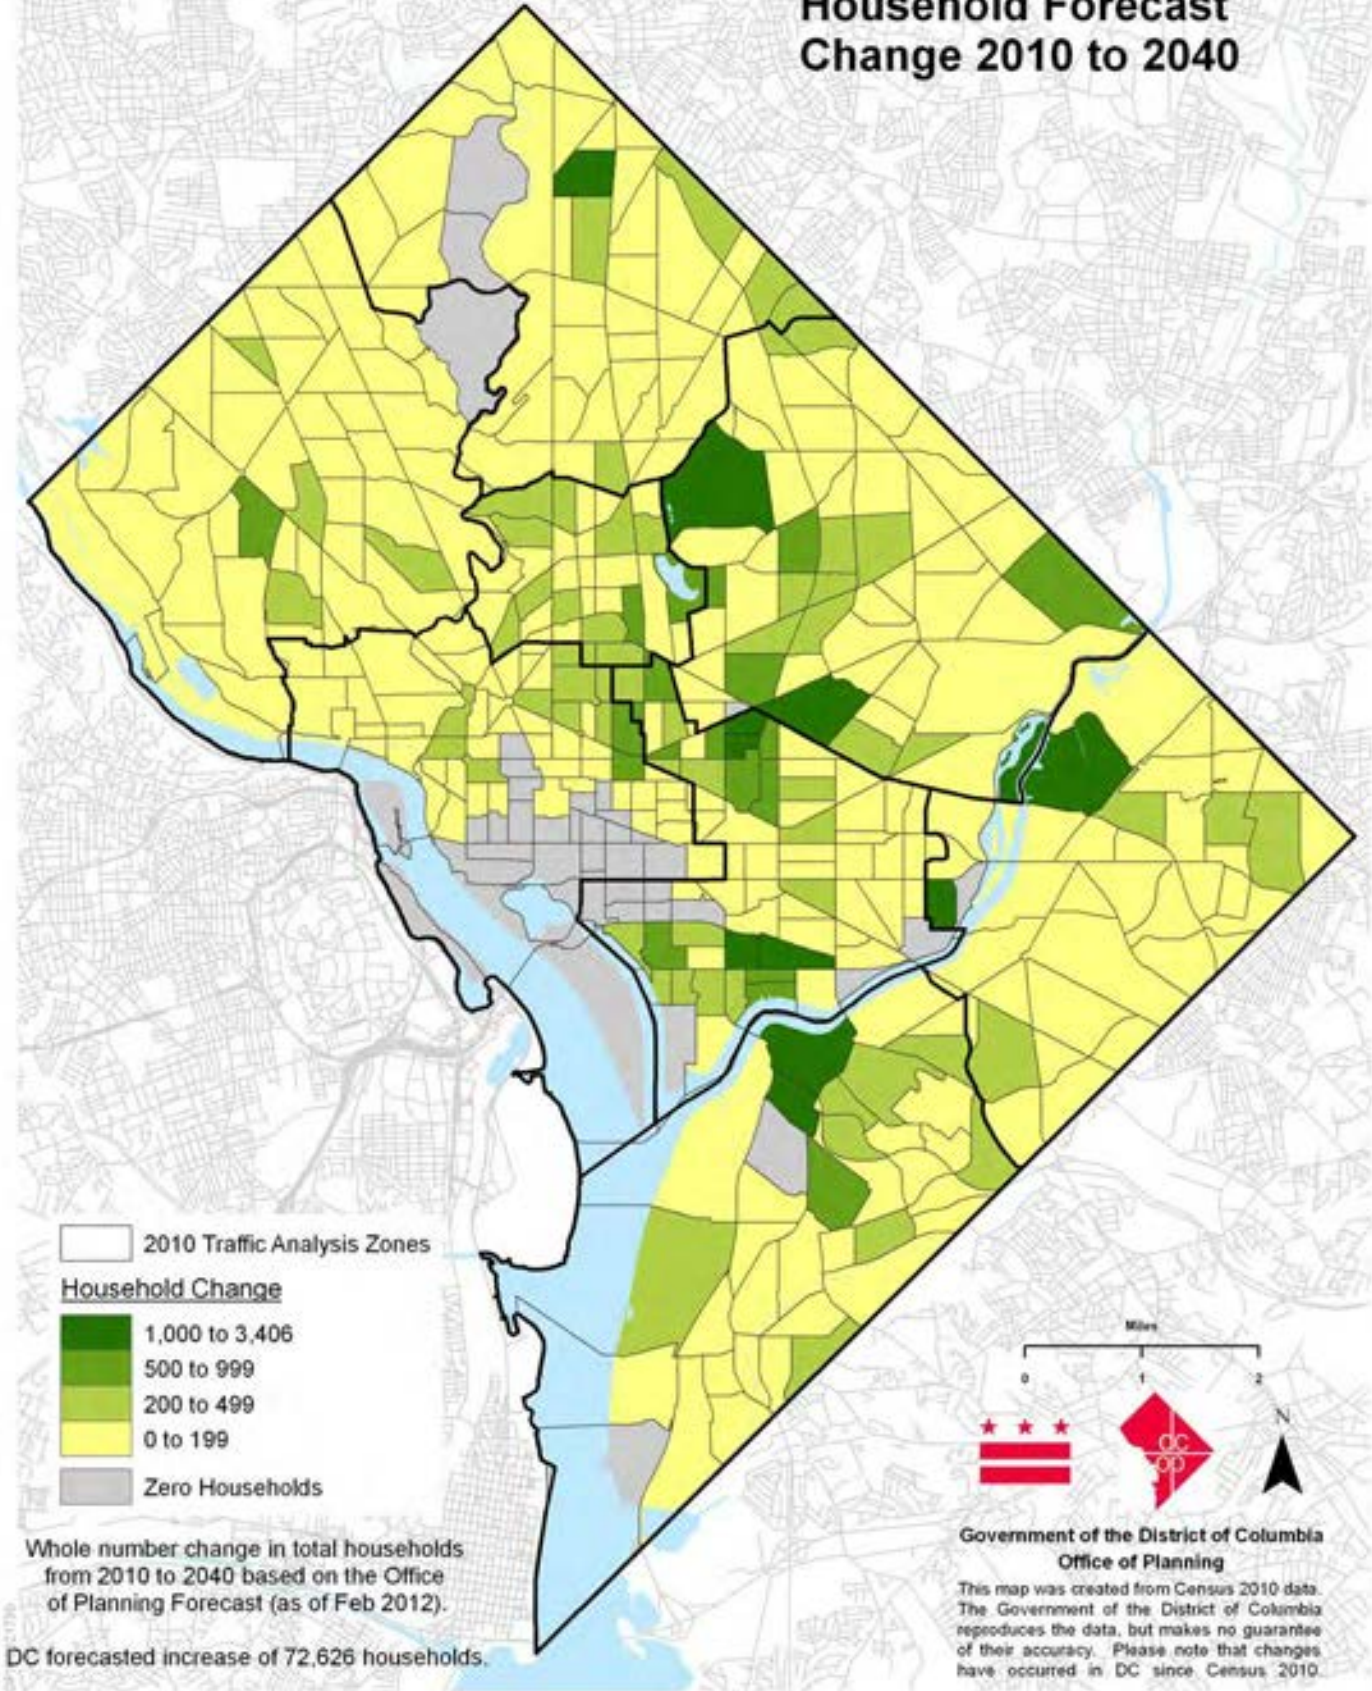 Household Forecast
Change 2010 to 2040
2010 Traffic Analysis Zones
Household Change
1,000 to 3,406
500 to 999
200 to 499
0 to 199
Zero Households
Whole number change in total households
from 2010 to 2040 based on the Office
of Planning Forecast (as of Feb 2012).
DC forecasted increase of 72,626 households.
Miles
0 1 2
N
dc
op
Government of the District of Columbia
Office of Planning
This map was created from Census 2010 data.
The Government of the District of Columbia
reproduces the data, but makes no guarantee
of their accuracy. Please note that changes
have occurred in DC since Census 2010.